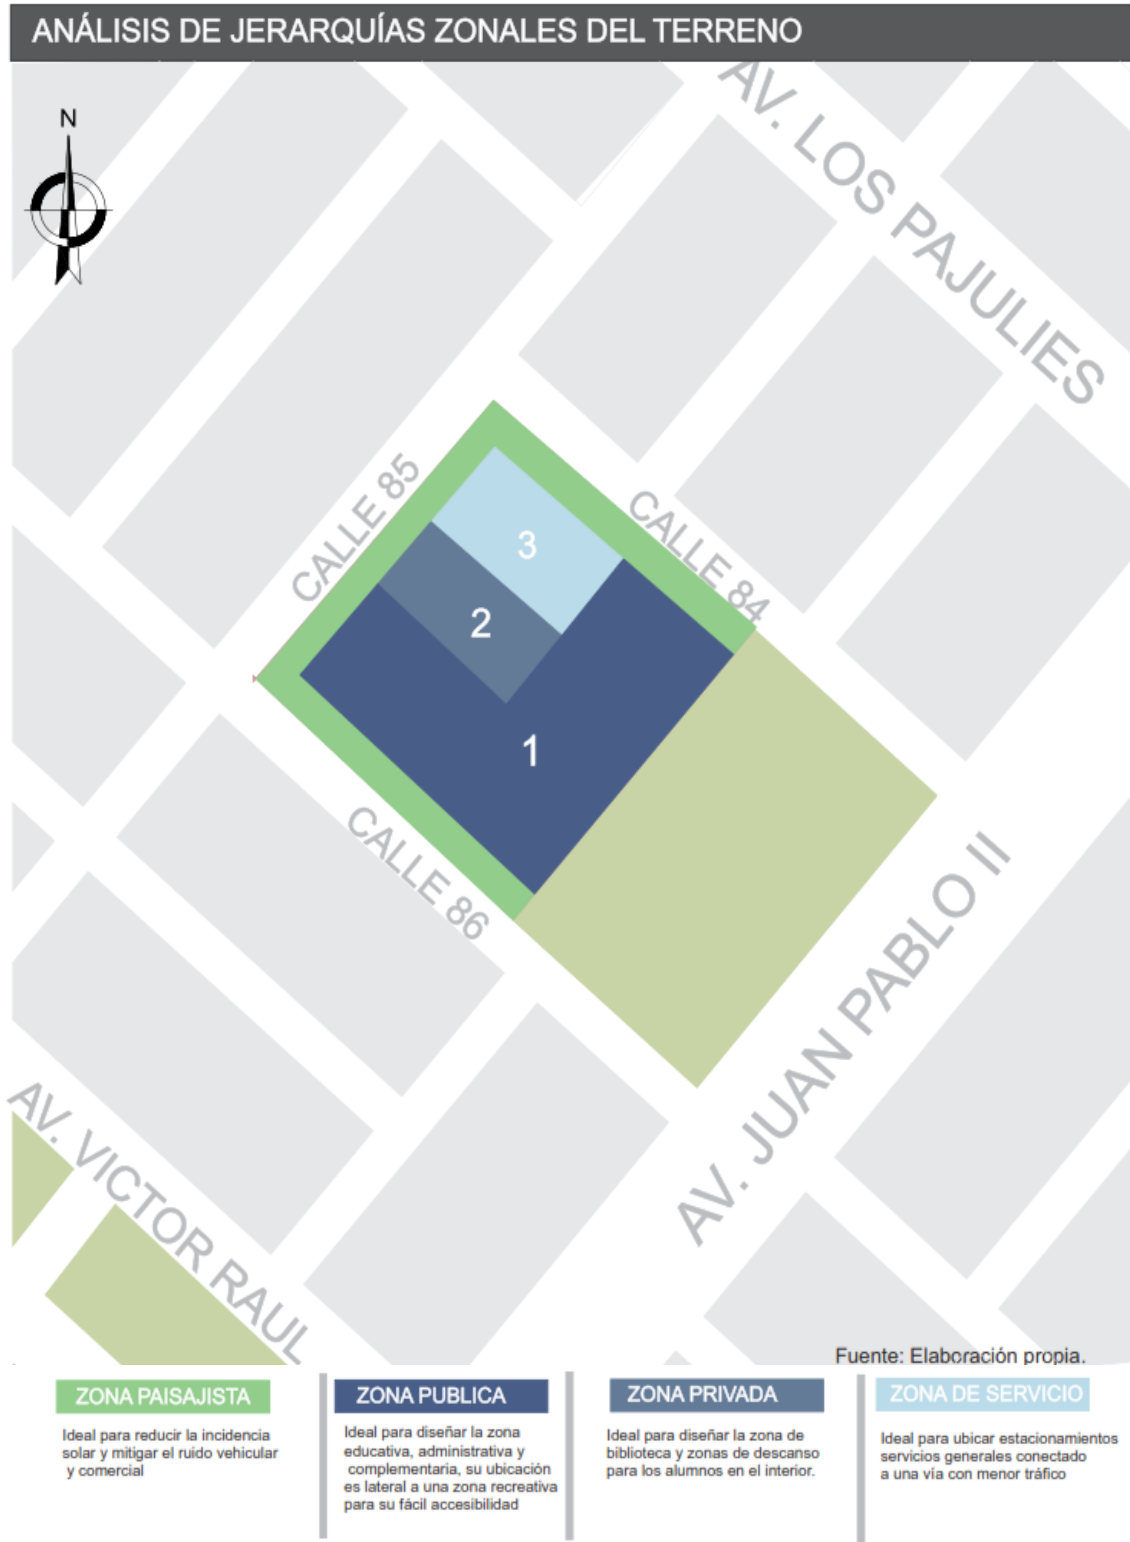 ANÁLISIS DE JERARQUÍAS ZONALES DEL TERRENO
N
AV. LOS PAJULIES
CALLE 85
CALLE 84
3
2
1
CALLE 86
AV. JUAN PABLO II
AV. VICTOR RAUL
Fuente: Elaboración propia.
ZONA PAISAJISTA
Ideal para reducir la incidencia
solar y mitigar el ruido vehicular
y comercial
ZONA PUBLICA
Ideal para diseñar la zona
educativa, administrativa y
complementaria, su ubicación
es lateral a una zona recreativa
para su fácil accesibilidad
ZONA PRIVADA
Ideal para diseñar la zona de
biblioteca y zonas de descanso
para los alumnos en el interior.
ZONA DE SERVICIO
Ideal para ubicar estacionamientos
servicios generales conectado
a una vía con menor tráfico